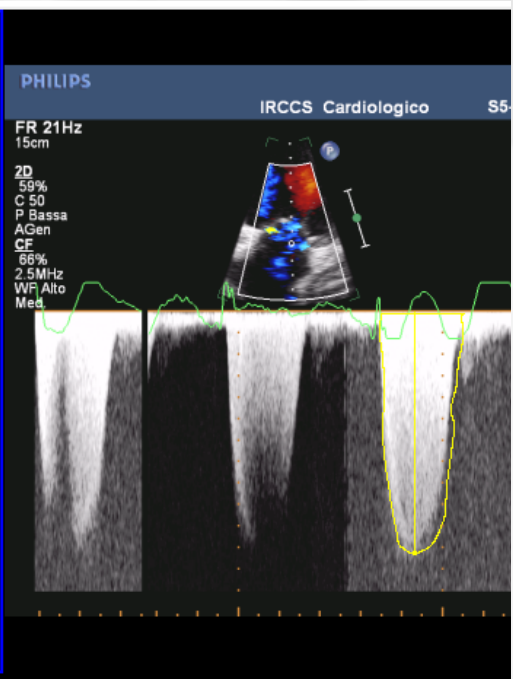 PHILIPS
IRCCS Cardiologico S5-
FR 21Hz
15cm
2D
59%
C 50
P Bassa
AGen
CF
66%
2.5MHz
WF Alto
Med
P